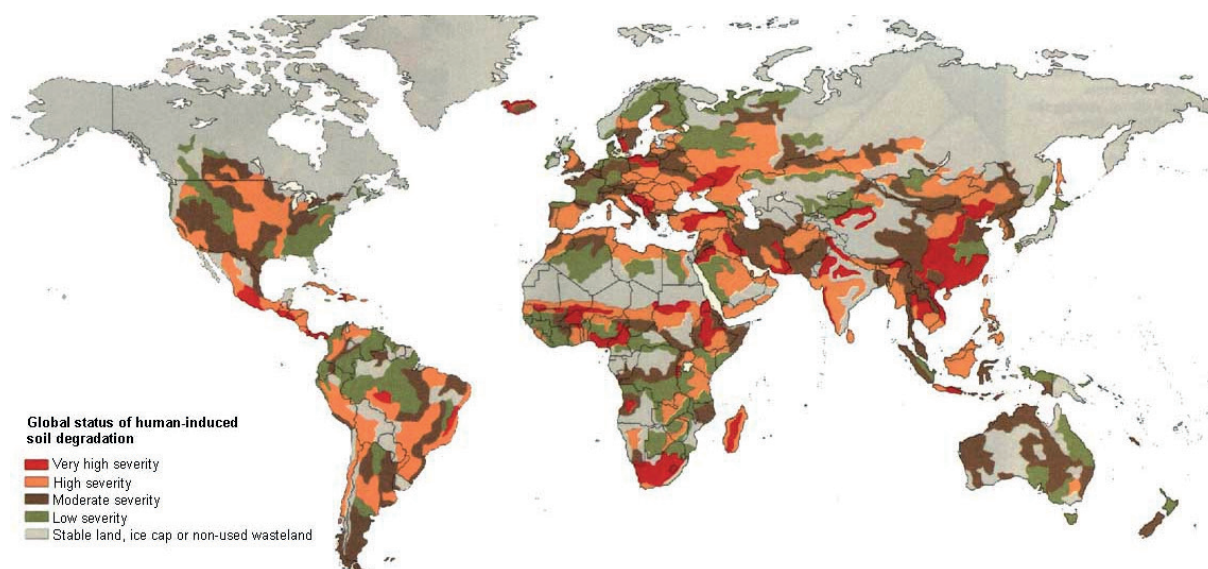 Global status of human-induced
soil degradation
Very high severity
High severity
Moderate severity
Low severity
Stable land, ice cap or non-used wasteland